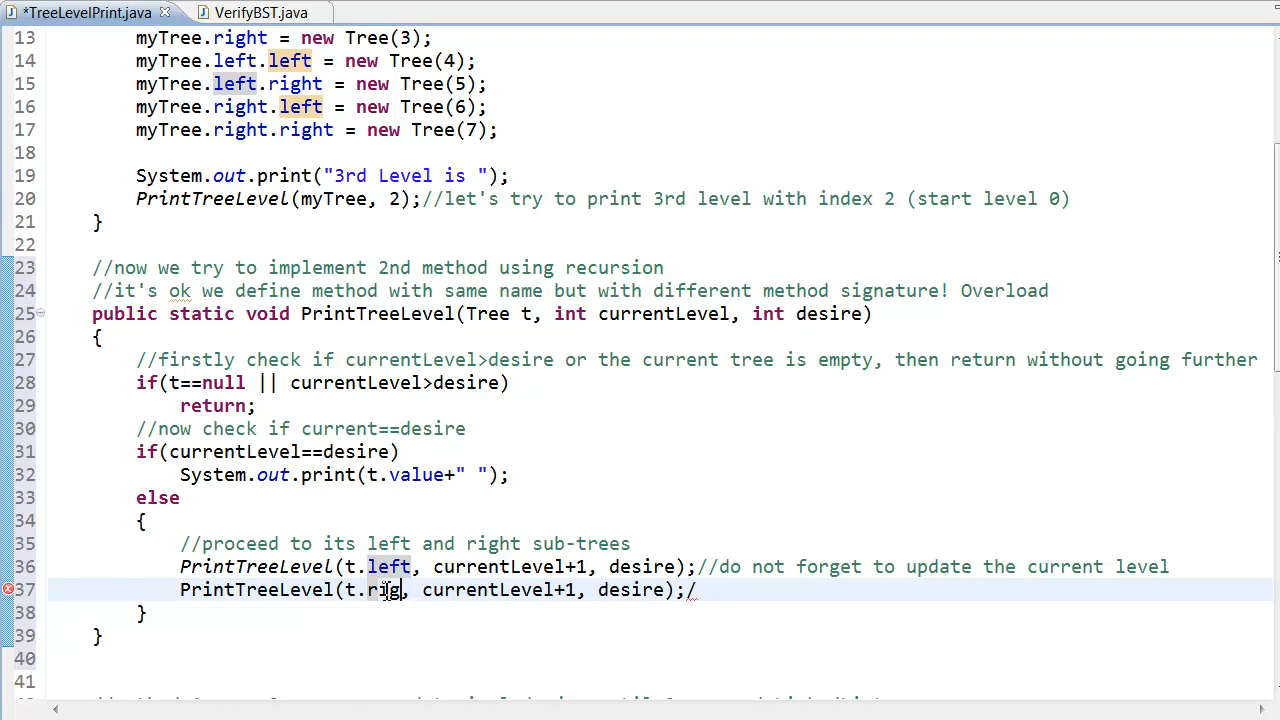 *TreeLevelPrint.java VerifyBST.java
13 myTree.right = new Tree(3);
14 myTree.left.left = new Tree(4);
15 myTree.left.right = new Tree(5);
16 myTree.right.left = new Tree(6);
17 myTree.right.right = new Tree(7);
18
19 System.out.print("3rd Level is ");
20 PrintTreeLevel(myTree, 2);//let's try to print 3rd level with index 2 (start level 0)
21 }
22
23 //now we try to implement 2nd method using recursion
24 //it's ok we define method with same name but with different method signature! Overload
25 public static void PrintTreeLevel(Tree t, int currentLevel, int desire)
26 {
27 //firstly check if currentLevel>desire or the current tree is empty, then return without going further
28 if(t==null || currentLevel>desire)
29 return;
30 //now check if current==desire
31 if(currentLevel==desire)
32 System.out.print(t.value+" ");
33 else
34 {
35 //proceed to its left and right sub-trees
36 PrintTreeLevel(t.left, currentLevel+1, desire);//do not forget to update the current level
37 PrintTreeLevel(t.rig, currentLevel+1, desire);/
38 }
39 }
40
41